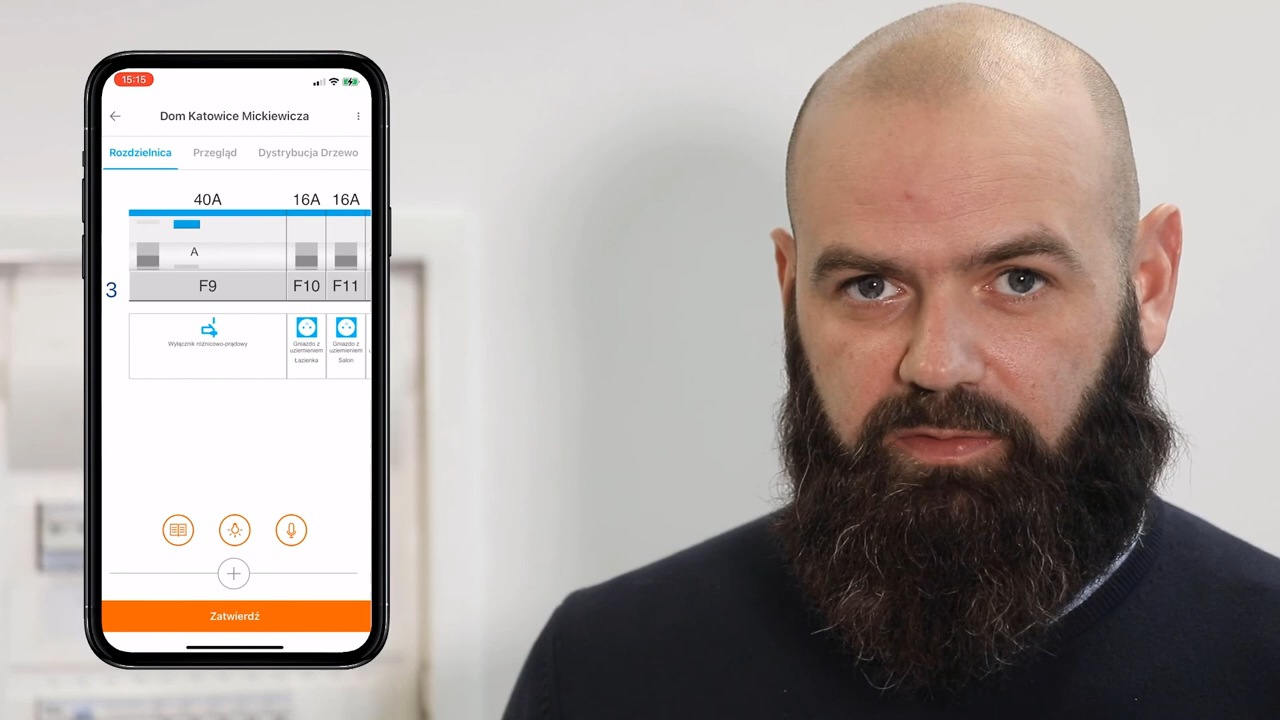 15:15
Dom Katowice Mickiewicza
Rozdzielnica Przegląd Dystrybucja Drzewo
40A 16A 16A
A
3 F9 F10 F11
Wyłącznik różnicowo-prądowy
Gniazdo z uziemieniem
Łazienka
Gniazdo z uziemieniem
Salon
Zatwierdź